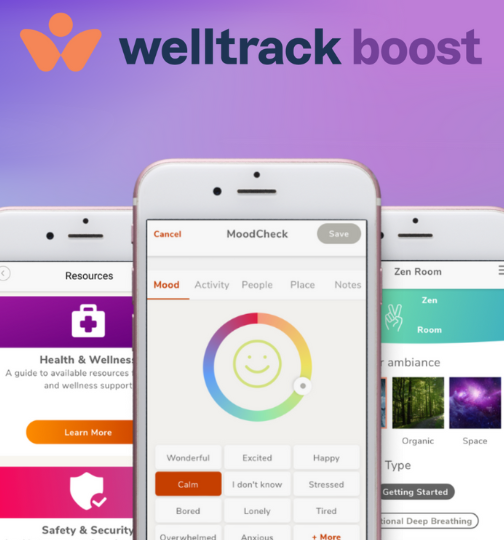 welltrack boost
Resources
Health & Wellness
A guide to available resources
and wellness support
Learn More
Safety & Security
Cancel MoodCheck Save
Mood Activity People Place Notes
Wonderful Excited Happy
Calm I don't know Stressed
Bored Lonely Tired
Overwhelmed Anxious + More
Zen Room
Zen
Room
ambiance
Organic Space
Type
Getting Started
Deep Breathing